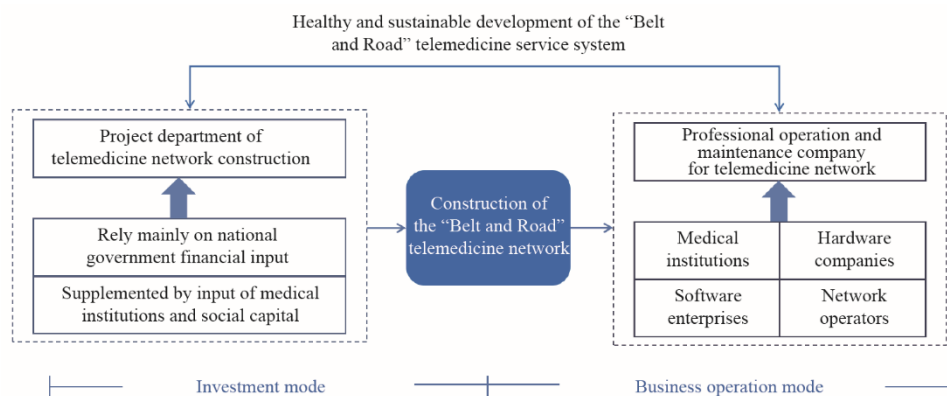 Healthy and sustainable development of the “Belt
and Road” telemedicine service system
Project department of
telemedicine network construction
Rely mainly on national
government financial input
Supplemented by input of medical
institutions and social capital
Construction of
the “Belt and Road”
telemedicine network
Professional operation and
maintenance company
for telemedicine network
Medical
institutions
Hardware
companies
Software
enterprises
Network
operators
Investment mode
Business operation mode